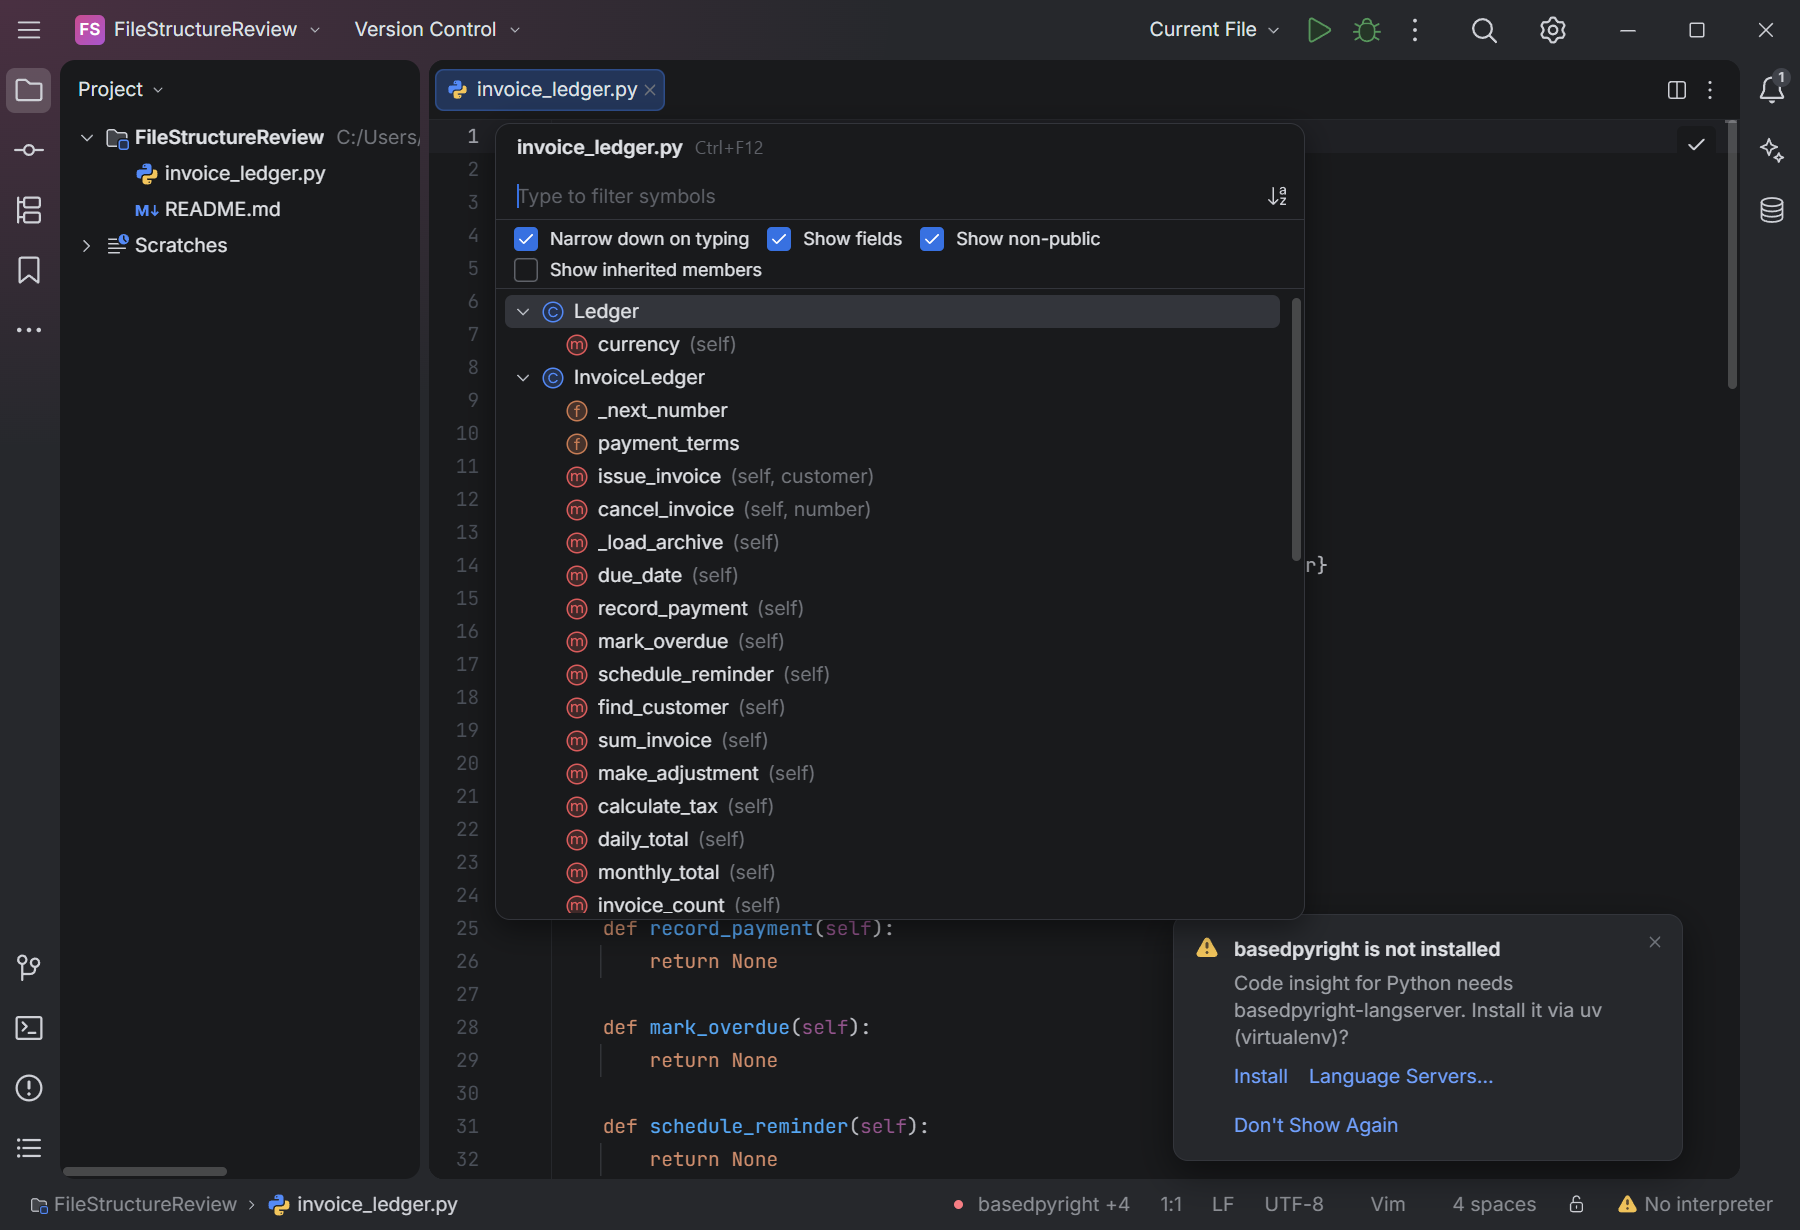 FS FileStructureReview Version Control Current File
Project
FileStructureReview C:/Users/
invoice_ledger.py
M↓ README.md
Scratches
invoice_ledger.py
1
invoice_ledger.py Ctrl+F12
Type to filter symbols
Narrow down on typing Show fields Show non-public
Show inherited members
Ledger
currency (self)
InvoiceLedger
_next_number
payment_terms
issue_invoice (self, customer)
cancel_invoice (self, number)
_load_archive (self)
due_date (self)
record_payment (self)
mark_overdue (self)
schedule_reminder (self)
find_customer (self)
sum_invoice (self)
make_adjustment (self)
calculate_tax (self)
daily_total (self)
monthly_total (self)
invoice_count (self)
1
2
3
4
5
6
7
8
9
10
11
12
13
14 r}
15
16
17
18
19
20
21
22
23
24
25 def record_payment(self):
26 return None
27
28 def mark_overdue(self):
29 return None
30
31 def schedule_reminder(self):
32 return None
basedpyright is not installed
Code insight for Python needs
basedpyright-langserver. Install it via uv
(virtualenv)?
Install Language Servers...
Don't Show Again
FileStructureReview › invoice_ledger.py basedpyright +4 1:1 LF UTF-8 Vim 4 spaces No interpreter